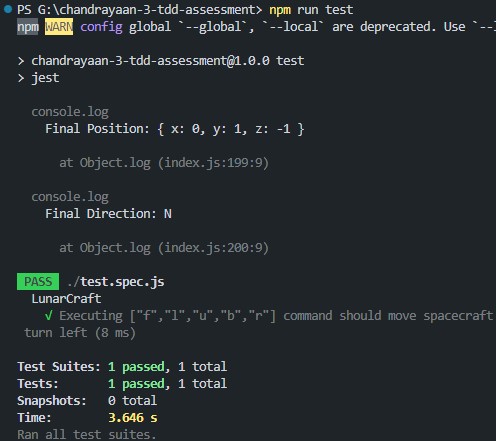 PS G:\chandrayaan-3-tdd-assessment> npm run test
npm WARN config global `--global`, `--local` are deprecated. Use `--l
> chandrayaan-3-tdd-assessment@1.0.0 test
> jest
console.log
Final Position: { x: 0, y: 1, z: -1 }
at Object.log (index.js:199:9)
console.log
Final Direction: N
at Object.log (index.js:200:9)
PASS ./test.spec.js
LunarCraft
√ Executing ["f","l","u","b","r"] command should move spacecraft
turn left (8 ms)
Test Suites: 1 passed, 1 total
Tests: 1 passed, 1 total
Snapshots: 0 total
Time: 3.646 s
Ran all test suites.